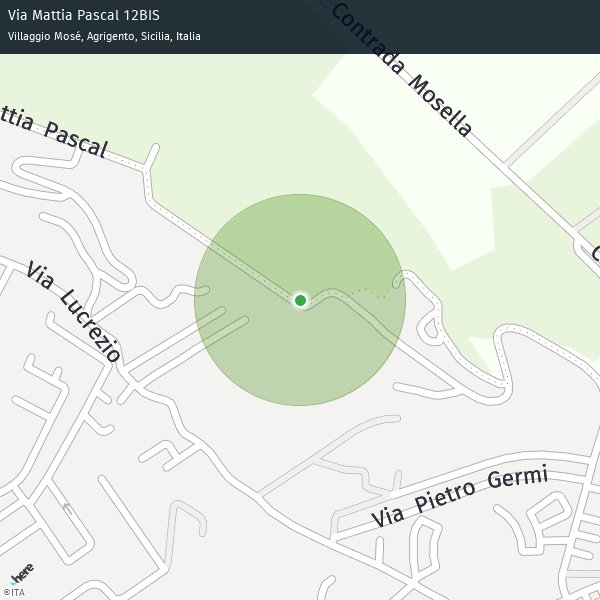 Via Mattia Pascal 12BIS
Villaggio Mosé, Agrigento, Sicilia, Italia
Contrada Mosella
ttia Pascal
C
Via Lucrezio
Via Pietro Germi
here
©ITA